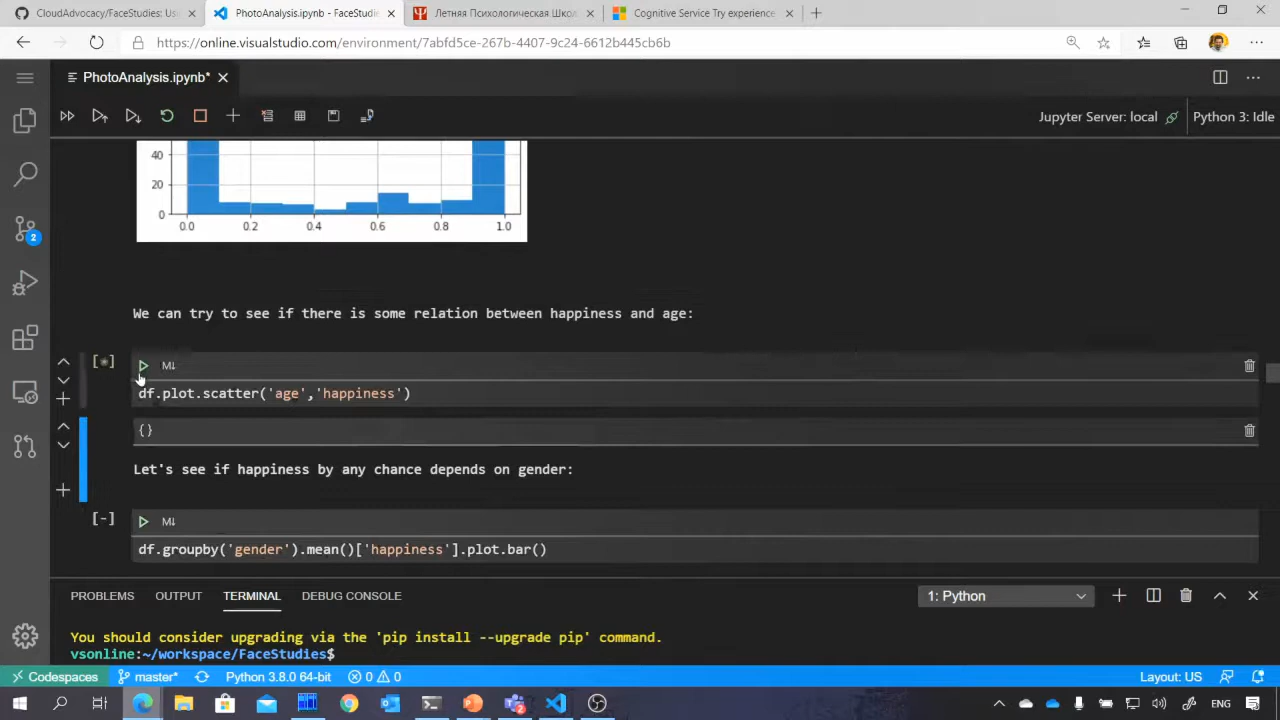 CloudAdvocacy/FaceStudies: Usi
PhotoAnalysis.ipynb - FaceStudie
Летняя Психологическая Школа
Cognitive Service Try experience
https://online.visualstudio.com/environment/7abfd5ce-267b-4407-9c24-6612b445cb6b
PhotoAnalysis.ipynb*
Jupyter Server: local
Python 3: Idle
40
20
0
0.0 0.2 0.4 0.6 0.8 1.0
We can try to see if there is some relation between happiness and age:
[*]
M↓
df.plot.scatter('age','happiness')
{}
Let's see if happiness by any chance depends on gender:
[-]
M↓
df.groupby('gender').mean()['happiness'].plot.bar()
2
PROBLEMS OUTPUT TERMINAL DEBUG CONSOLE
1: Python
You should consider upgrading via the 'pip install --upgrade pip' command.
vsonline:~/workspace/FaceStudies$
Codespaces master* Python 3.8.0 64-bit 0 0 Layout: US
ENG